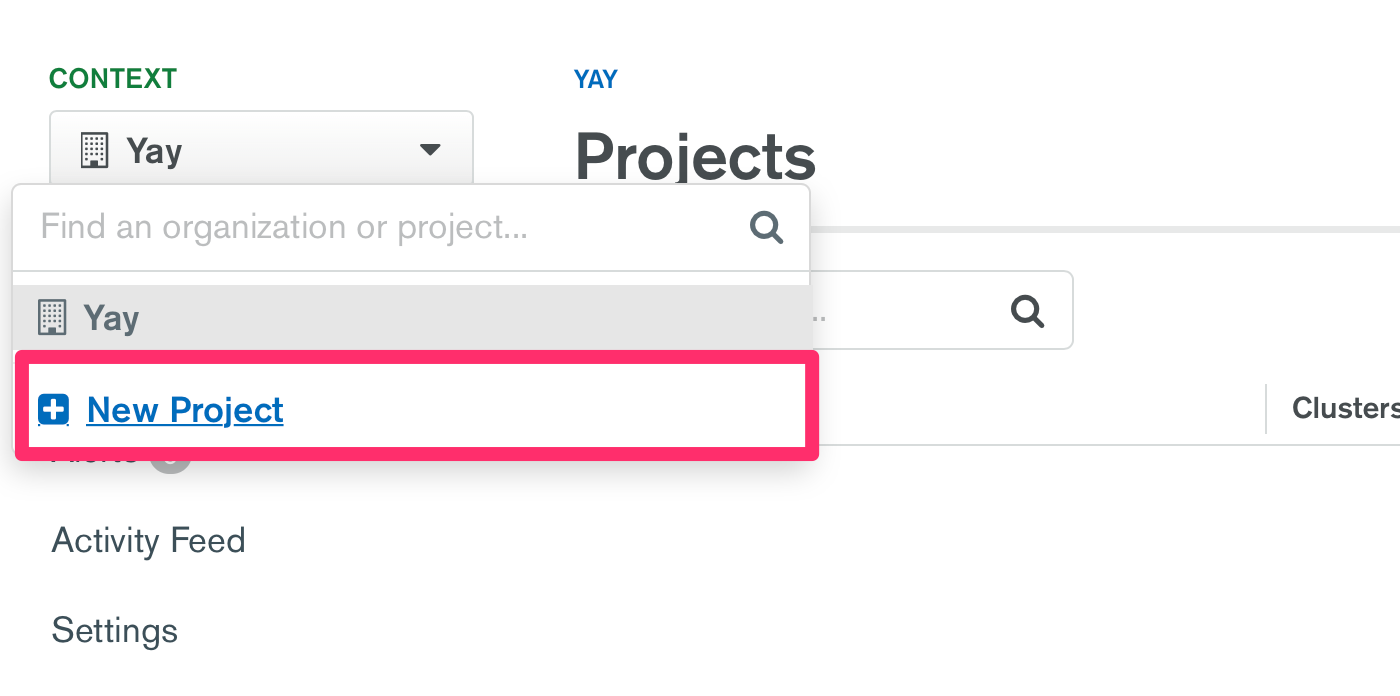 CONTEXT
Yay
YAY
Projects
Find an organization or project...
Yay
New Project
Clusters
Activity Feed
Settings